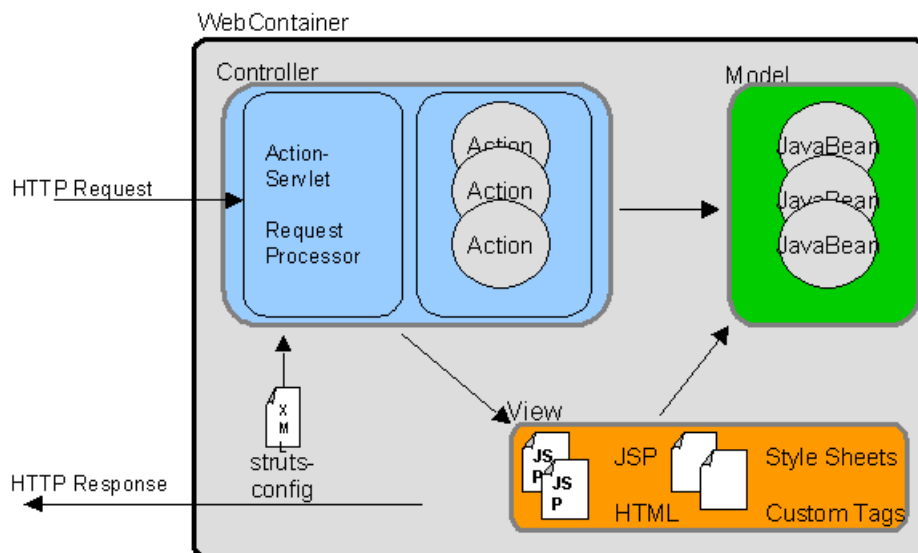 WebContainer
Controller
Model
Action-
Servlet
Request
Processor
Action
Action
Action
JavaBean
JavaBean
JavaBean
HTTP Request
X
M
L
struts-
config
View
JS
P
JS
P
JSP
HTML
Style Sheets
Custom Tags
HTTP Response